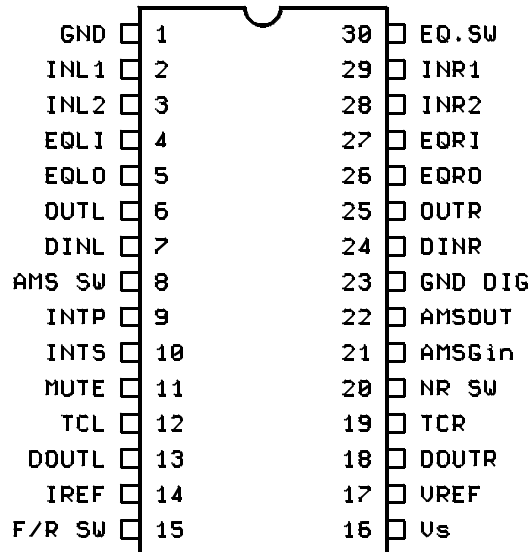 GND 1 30 EQ.SW
INL1 2 29 INR1
INL2 3 28 INR2
EQLI 4 27 EQRI
EQLO 5 26 EQRO
OUTL 6 25 OUTR
DINL 7 24 DINR
AMS SW 8 23 GND DIG
INTP 9 22 AMSOUT
INTS 10 21 AMSGin
MUTE 11 20 NR SW
TCL 12 19 TCR
DOUTL 13 18 DOUTR
IREF 14 17 VREF
F/R SW 15 16 Vs